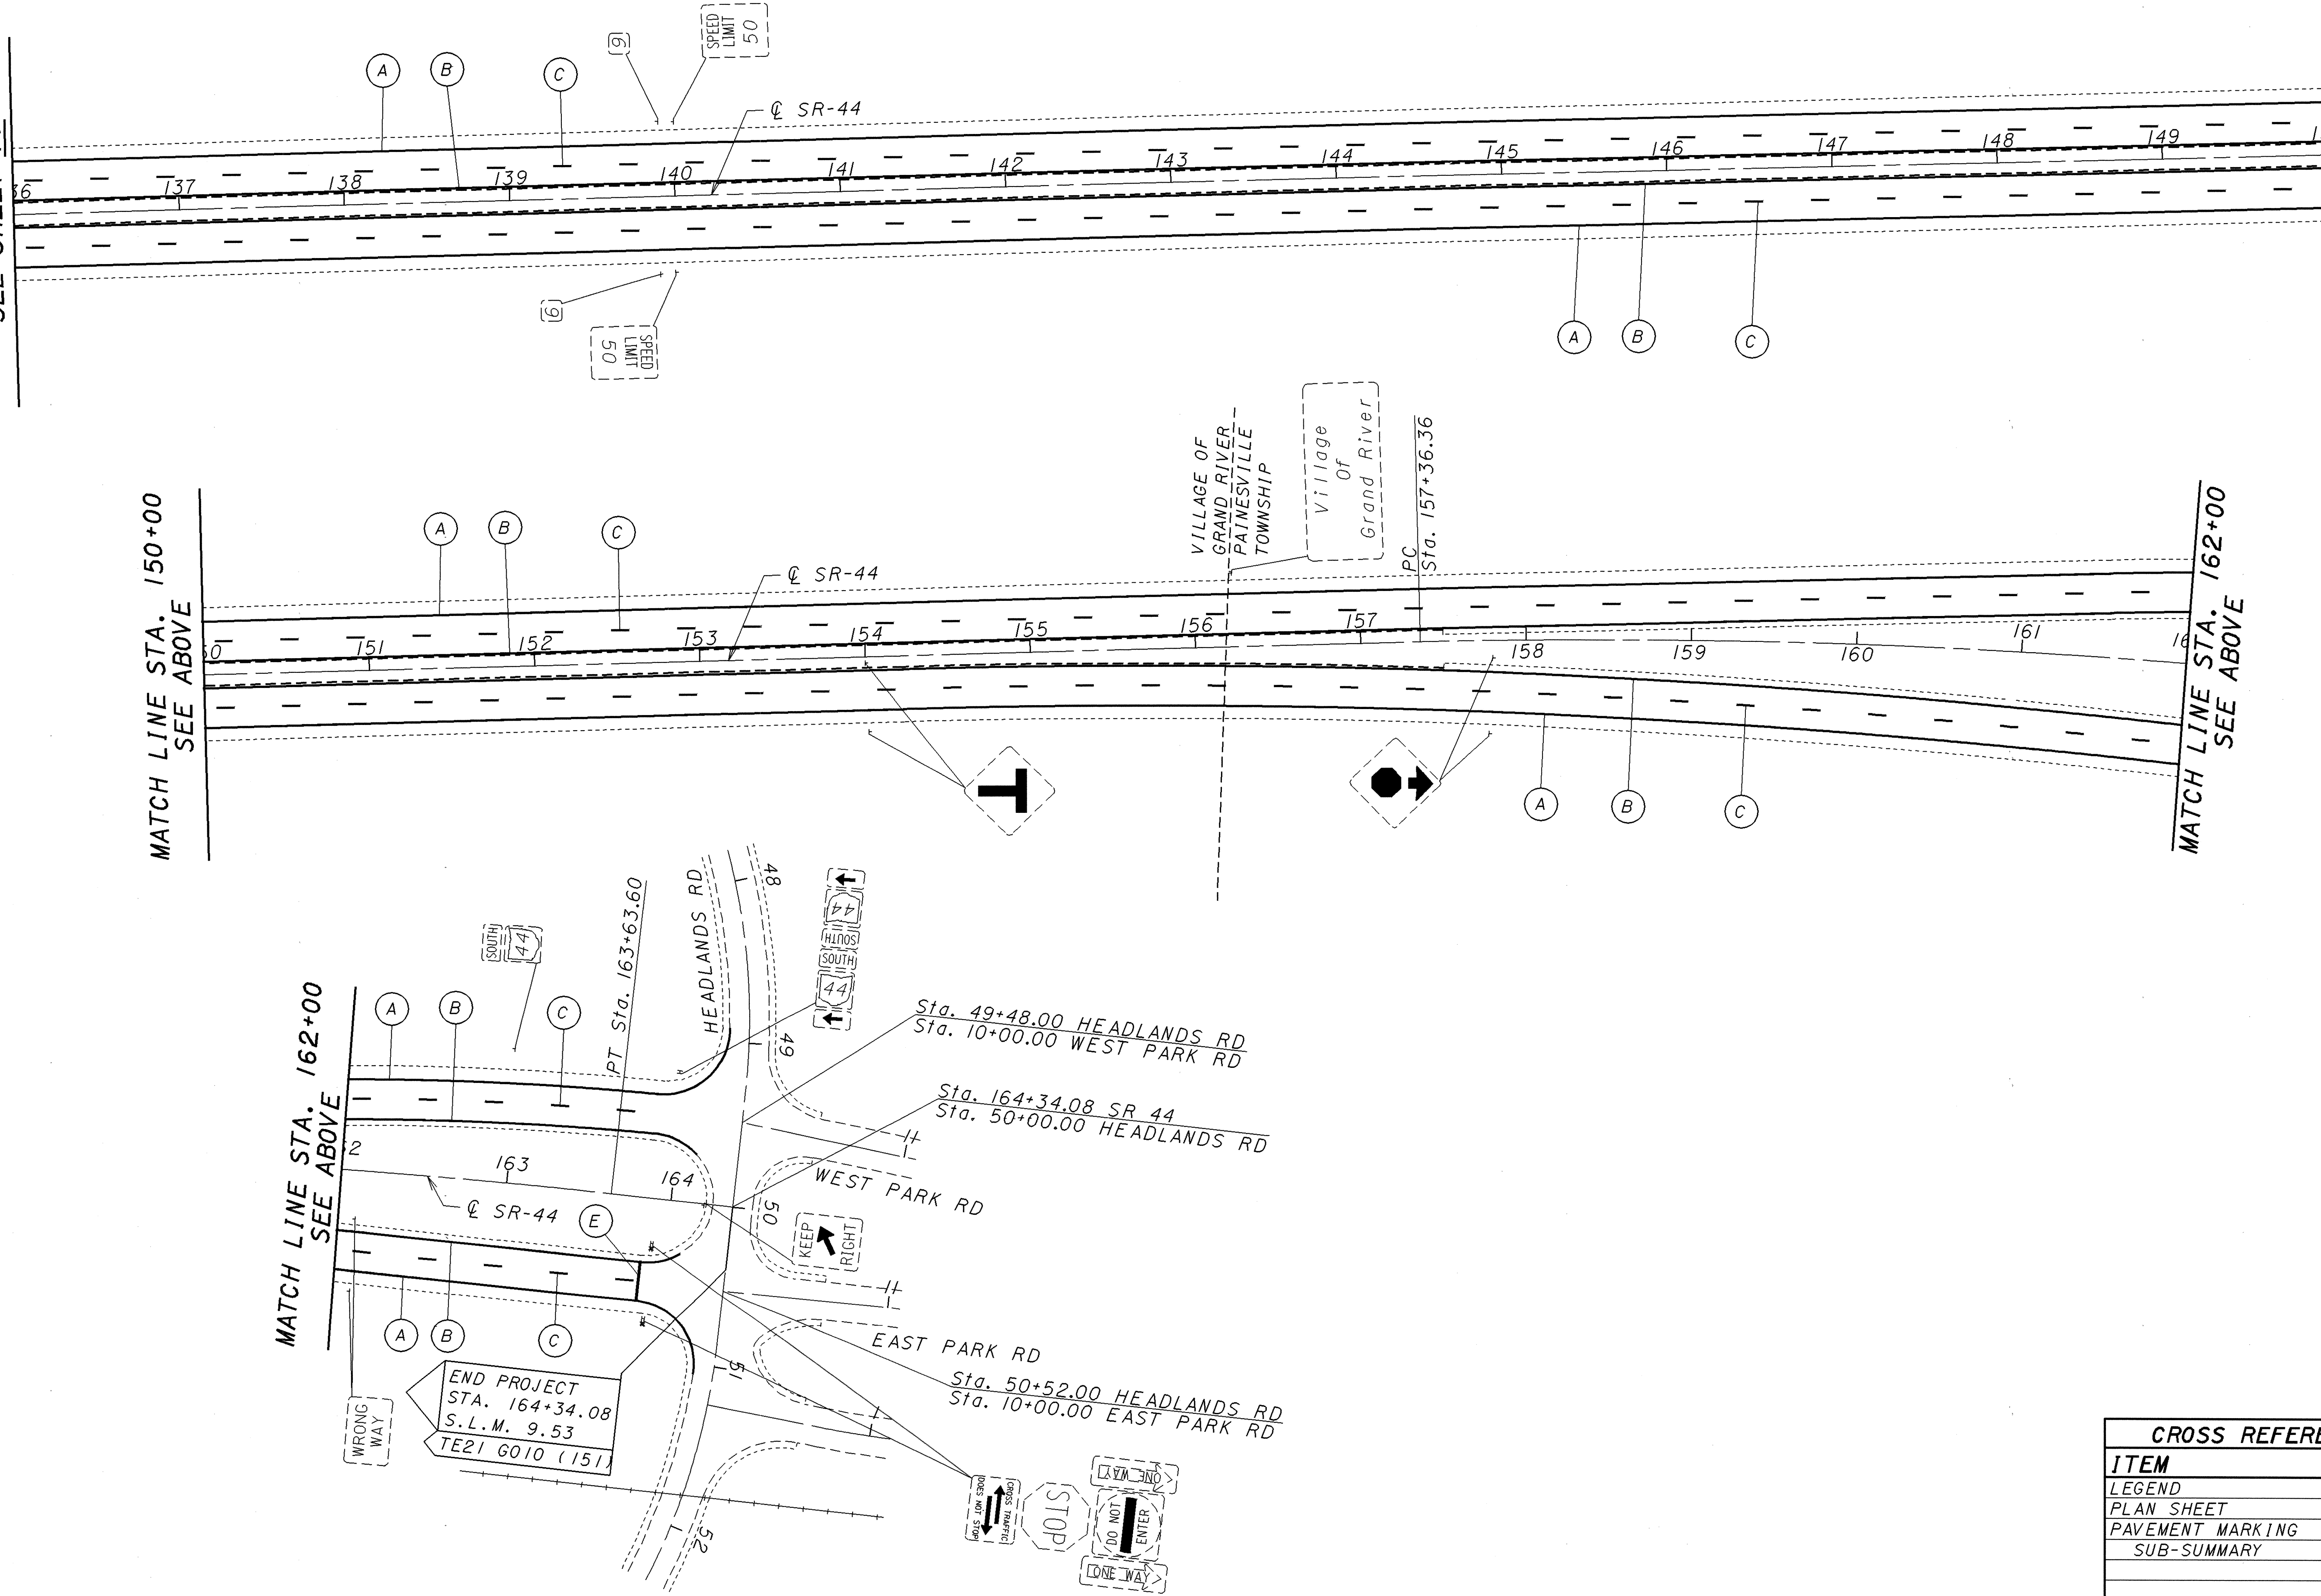 SPEED
LIMIT
50
9
A
B
C
℄ SR-44
137
138
139
140
141
142
143
144
145
146
147
148
149
9
SPEED
LIMIT
50
A
B
C
MATCH LINE STA. 150+00
SEE ABOVE
A
B
C
℄ SR-44
VILLAGE OF
GRAND RIVER
PAINESVILLE
TOWNSHIP
Village
Of
Grand River
PC
Sta. 157+36.36
MATCH LINE STA. 162+00
SEE ABOVE
151
152
153
154
155
156
157
158
159
160
161
A
B
C
MATCH LINE STA. 162+00
SEE ABOVE
SOUTH
44
A
B
C
PT Sta. 163+63.60
HEADLANDS RD
48
44
SOUTH
SOUTH
44
49
Sta. 49+48.00 HEADLANDS RD
Sta. 10+00.00 WEST PARK RD
Sta. 164+34.08 SR 44
Sta. 50+00.00 HEADLANDS RD
163
164
℄ SR-44
E
50
WEST PARK RD
KEEP
RIGHT
A
B
C
EAST PARK RD
51
Sta. 50+52.00 HEADLANDS RD
Sta. 10+00.00 EAST PARK RD
END PROJECT
STA. 164+34.08
S.L.M. 9.53
TE21 G010 (151)
WRONG
WAY
52
CROSS TRAFFIC
DOES NOT STOP
STOP
ONE WAY
DO NOT
ENTER
ONE WAY
ITEM
LEGEND
PLAN SHEET
PAVEMENT MARKING
SUB-SUMMARY